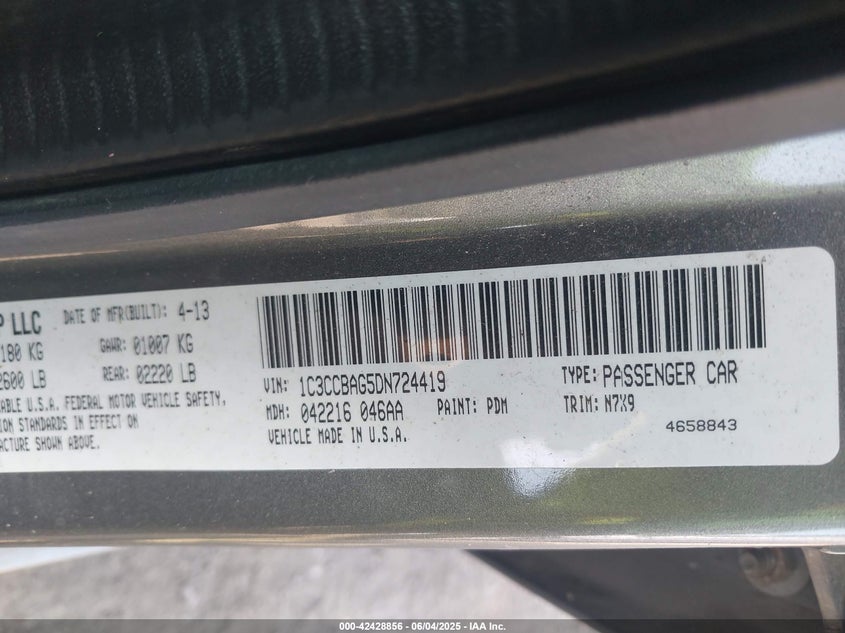 P LLC DATE OF MFR(BUILT): 4-13
180 KG GAWR: 01007 KG
2600 LB REAR: 02220 LB
ABLE U.S.A. FEDERAL MOTOR VEHICLE SAFETY,
ION STANDARDS IN EFFECT ON
ACTURE SHOWN ABOVE.
VIN: 1C3CCBAG5DN724419 TYPE: PASSENGER CAR
MDH: 042216 046AA PAINT: PDM TRIM: N7X9
VEHICLE MADE IN U.S.A. 4658843
000-42428856 - 06/04/2025 - IAA Inc.